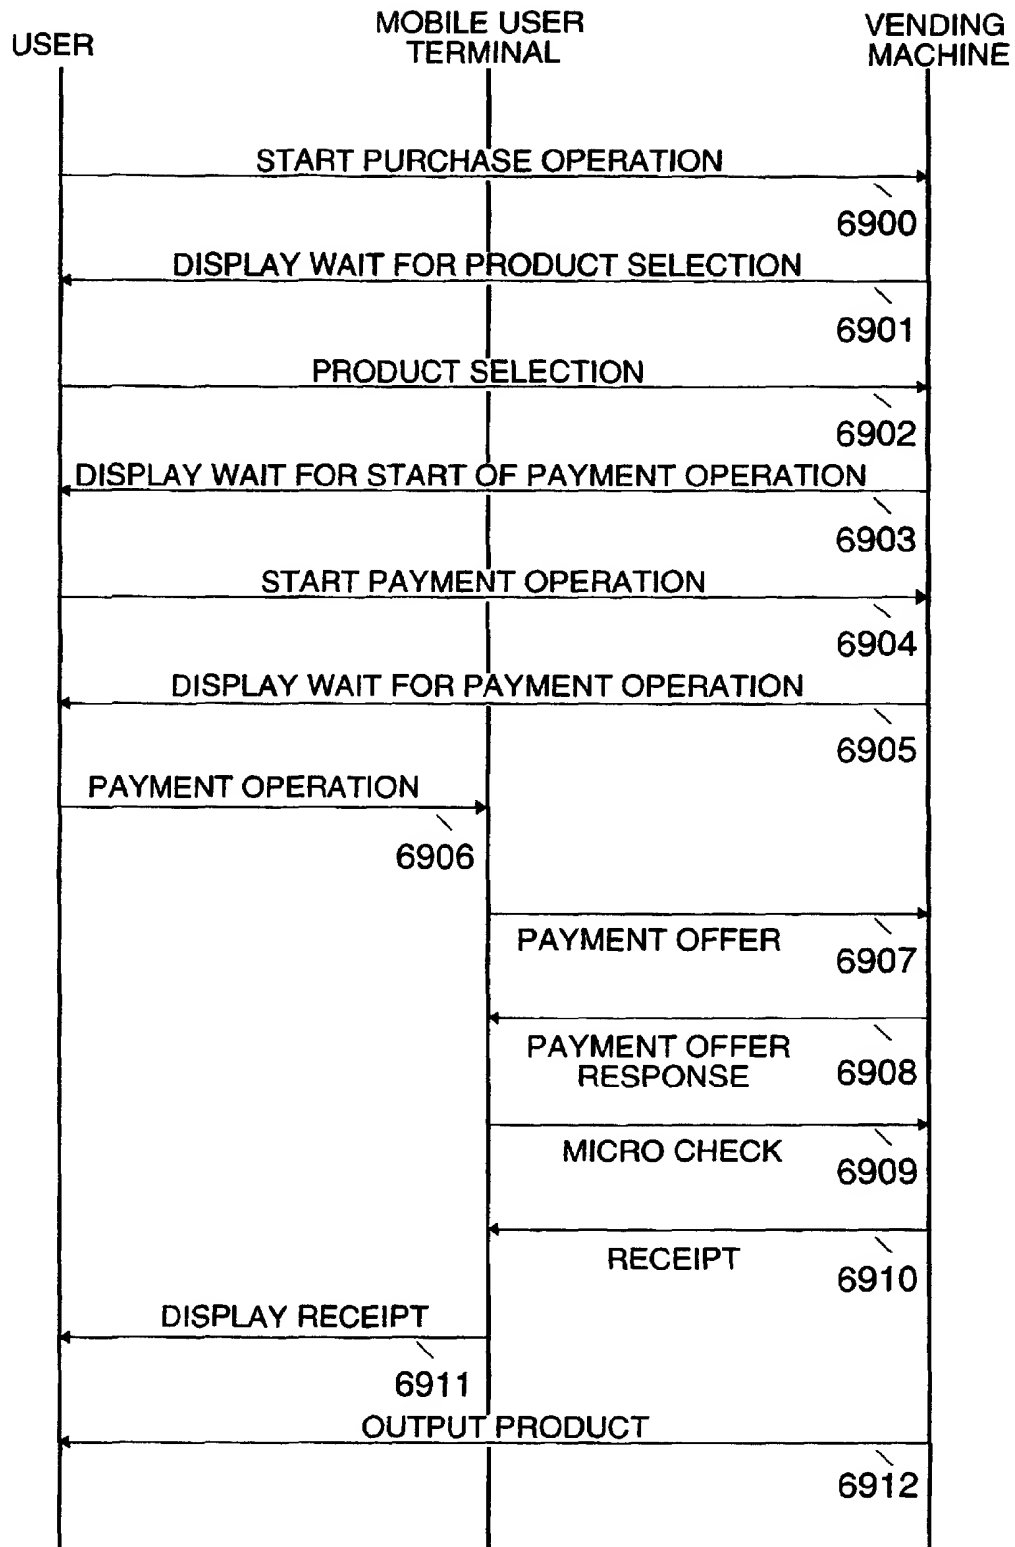 USER
MOBILE USER
TERMINAL
VENDING
MACHINE
START PURCHASE OPERATION
6900
DISPLAY WAIT FOR PRODUCT SELECTION
6901
PRODUCT SELECTION
6902
DISPLAY WAIT FOR START OF PAYMENT OPERATION
6903
START PAYMENT OPERATION
6904
DISPLAY WAIT FOR PAYMENT OPERATION
6905
PAYMENT OPERATION
6906
PAYMENT OFFER
6907
PAYMENT OFFER
RESPONSE
6908
MICRO CHECK
6909
RECEIPT
6910
DISPLAY RECEIPT
6911
OUTPUT PRODUCT
6912